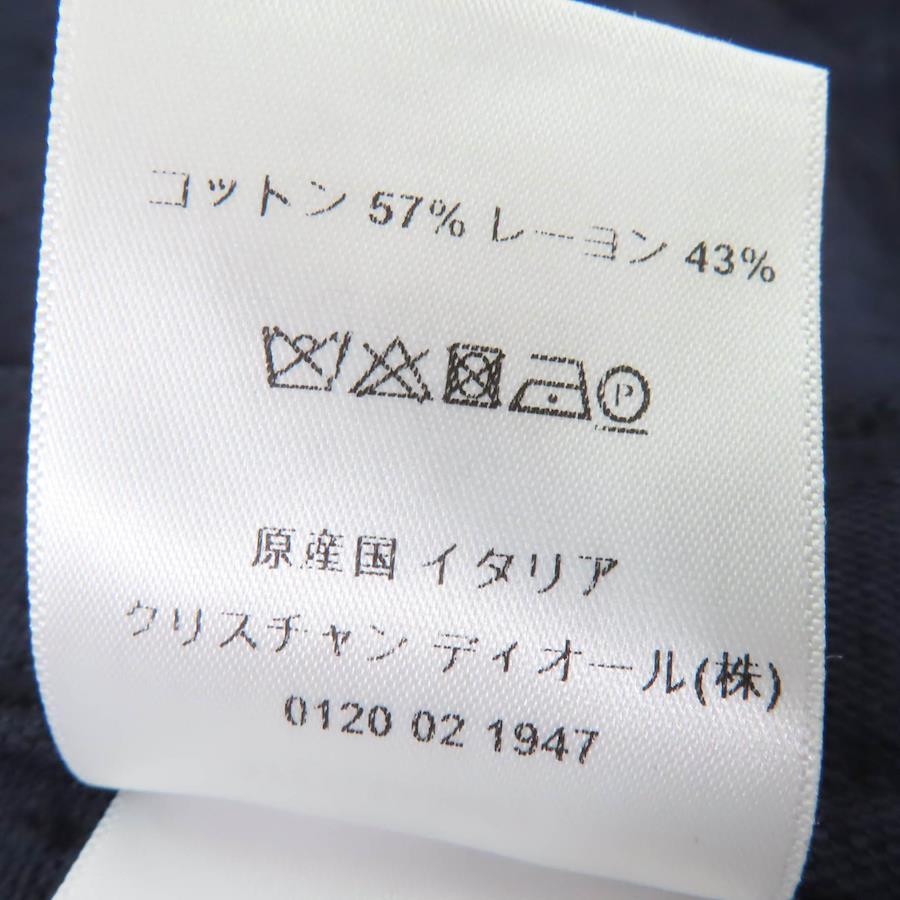 コットン 57% レーヨン 43%
P
原産国 イタリア
クリスチャン ディオール(株)
0120 02 1947